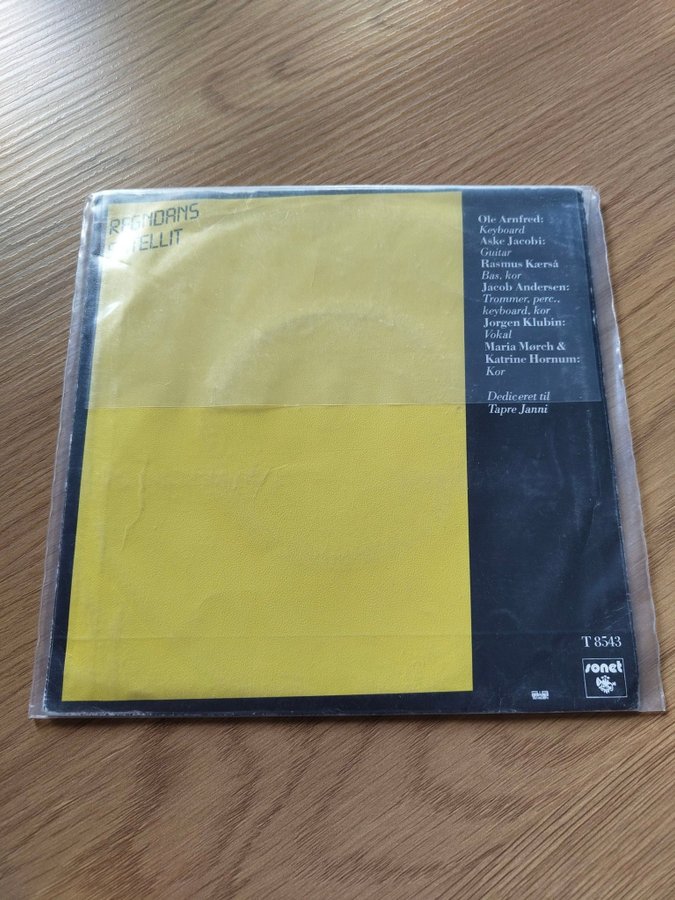 REGNDANS
SATELLIT
Ole Arnfred:
Keyboard
Aske Jacobi:
Guitar
Rasmus Kærså
Bas, kor
Jacob Andersen:
Trommer, perc.,
keyboard, kor
Jørgen Klubin:
Vokal
Maria Mørch &
Katrine Hornum:
Kor
Dediceret til
Tapre Janni
T 8543
sonet